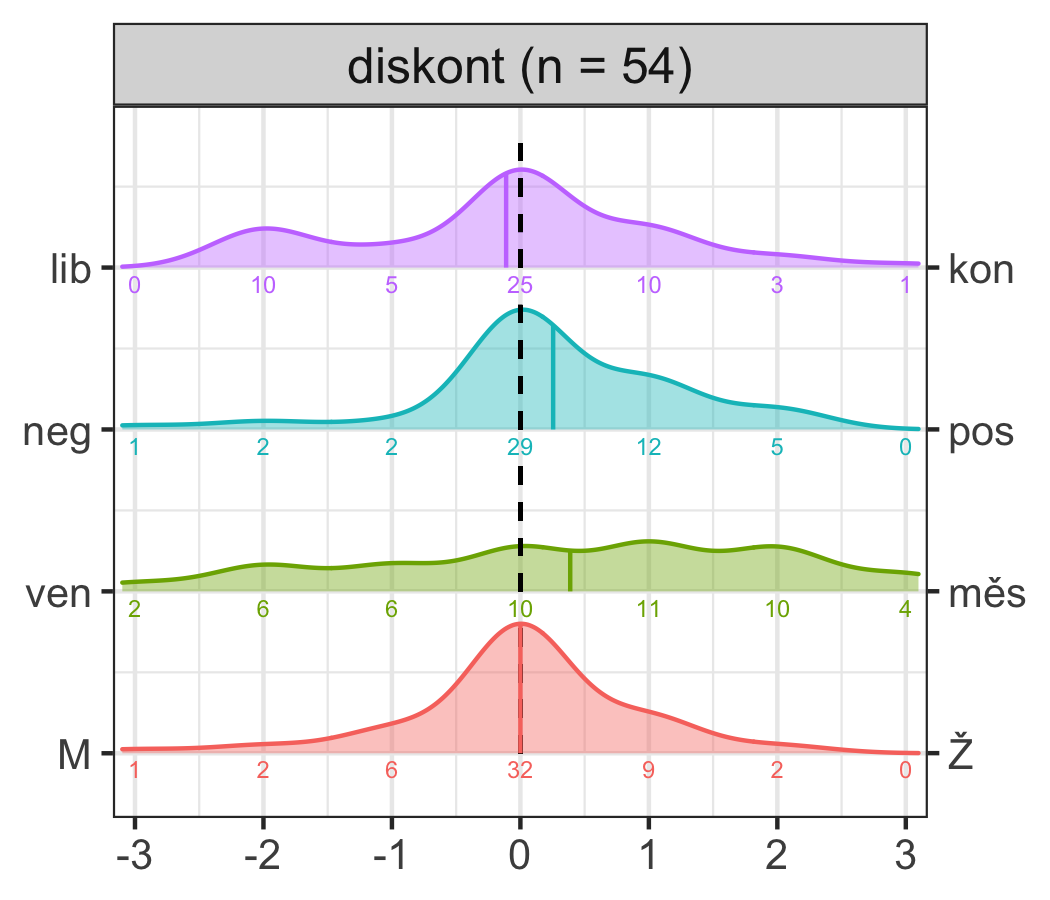 diskont (n = 54)
lib kon
0 10 5 25 10 3 1
neg pos
1 2 2 29 12 5 0
ven měs
2 6 6 10 11 10 4
M Ž
1 2 6 32 9 2 0
-3 -2 -1 0 1 2 3